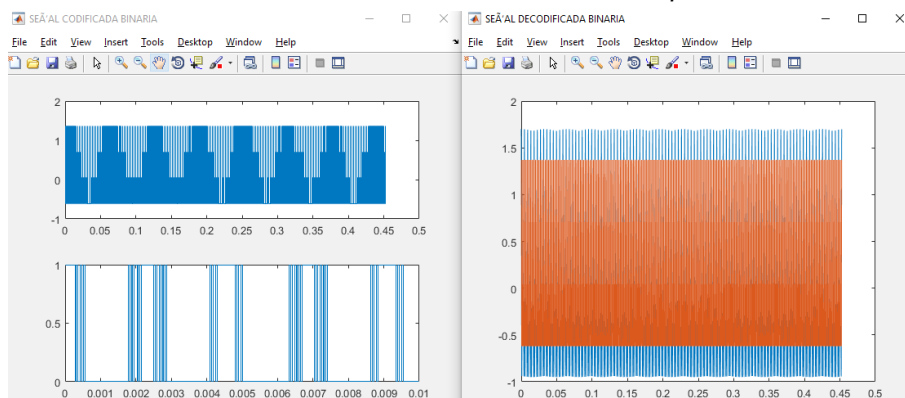 SEÃ‘AL CODIFICADA BINARIA
File Edit View Insert Tools Desktop Window Help
2
1
0
-1
0 0.05 0.1 0.15 0.2 0.25 0.3 0.35 0.4 0.45 0.5
1
0.5
0
0 0.001 0.002 0.003 0.004 0.005 0.006 0.007 0.008 0.009 0.01
SEÃ‘AL DECODIFICADA BINARIA
File Edit View Insert Tools Desktop Window Help
2
1.5
1
0.5
0
-0.5
-1
0 0.05 0.1 0.15 0.2 0.25 0.3 0.35 0.4 0.45 0.5